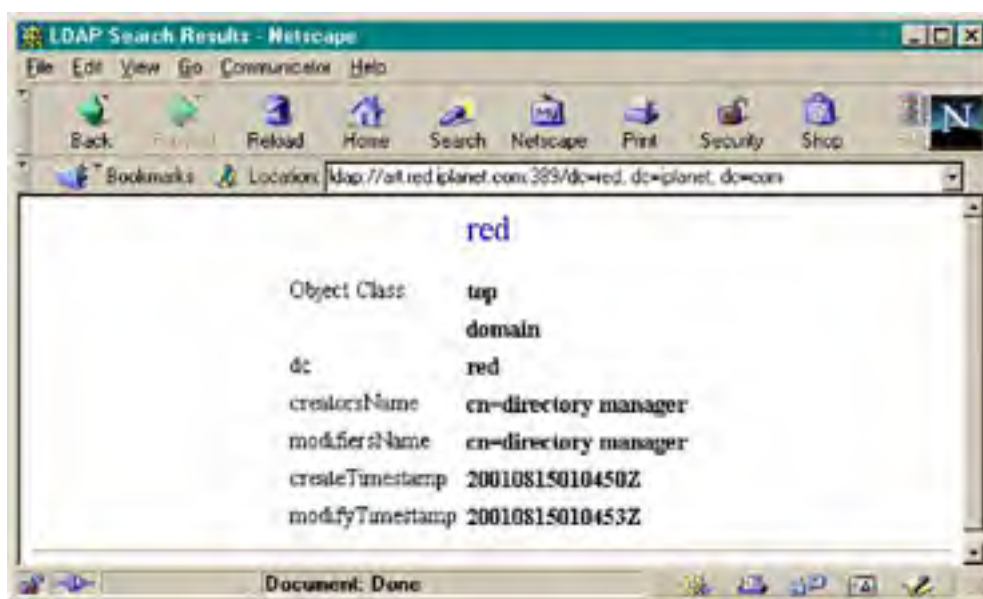 LDAP Search Results - Netscape
File Edit View Go Communicator Help
Back Forward Reload Home Search Netscape Print Security Shop
Bookmarks Location: ldap://art.red.iplanet.com:389/dc=red, dc=iplanet, dc=com
red
Object Class top
domain
dc red
creatorsName cn=directory manager
modifiersName cn=directory manager
createTimestamp 20010815010450Z
modifyTimestamp 20010815010453Z
Document: Done